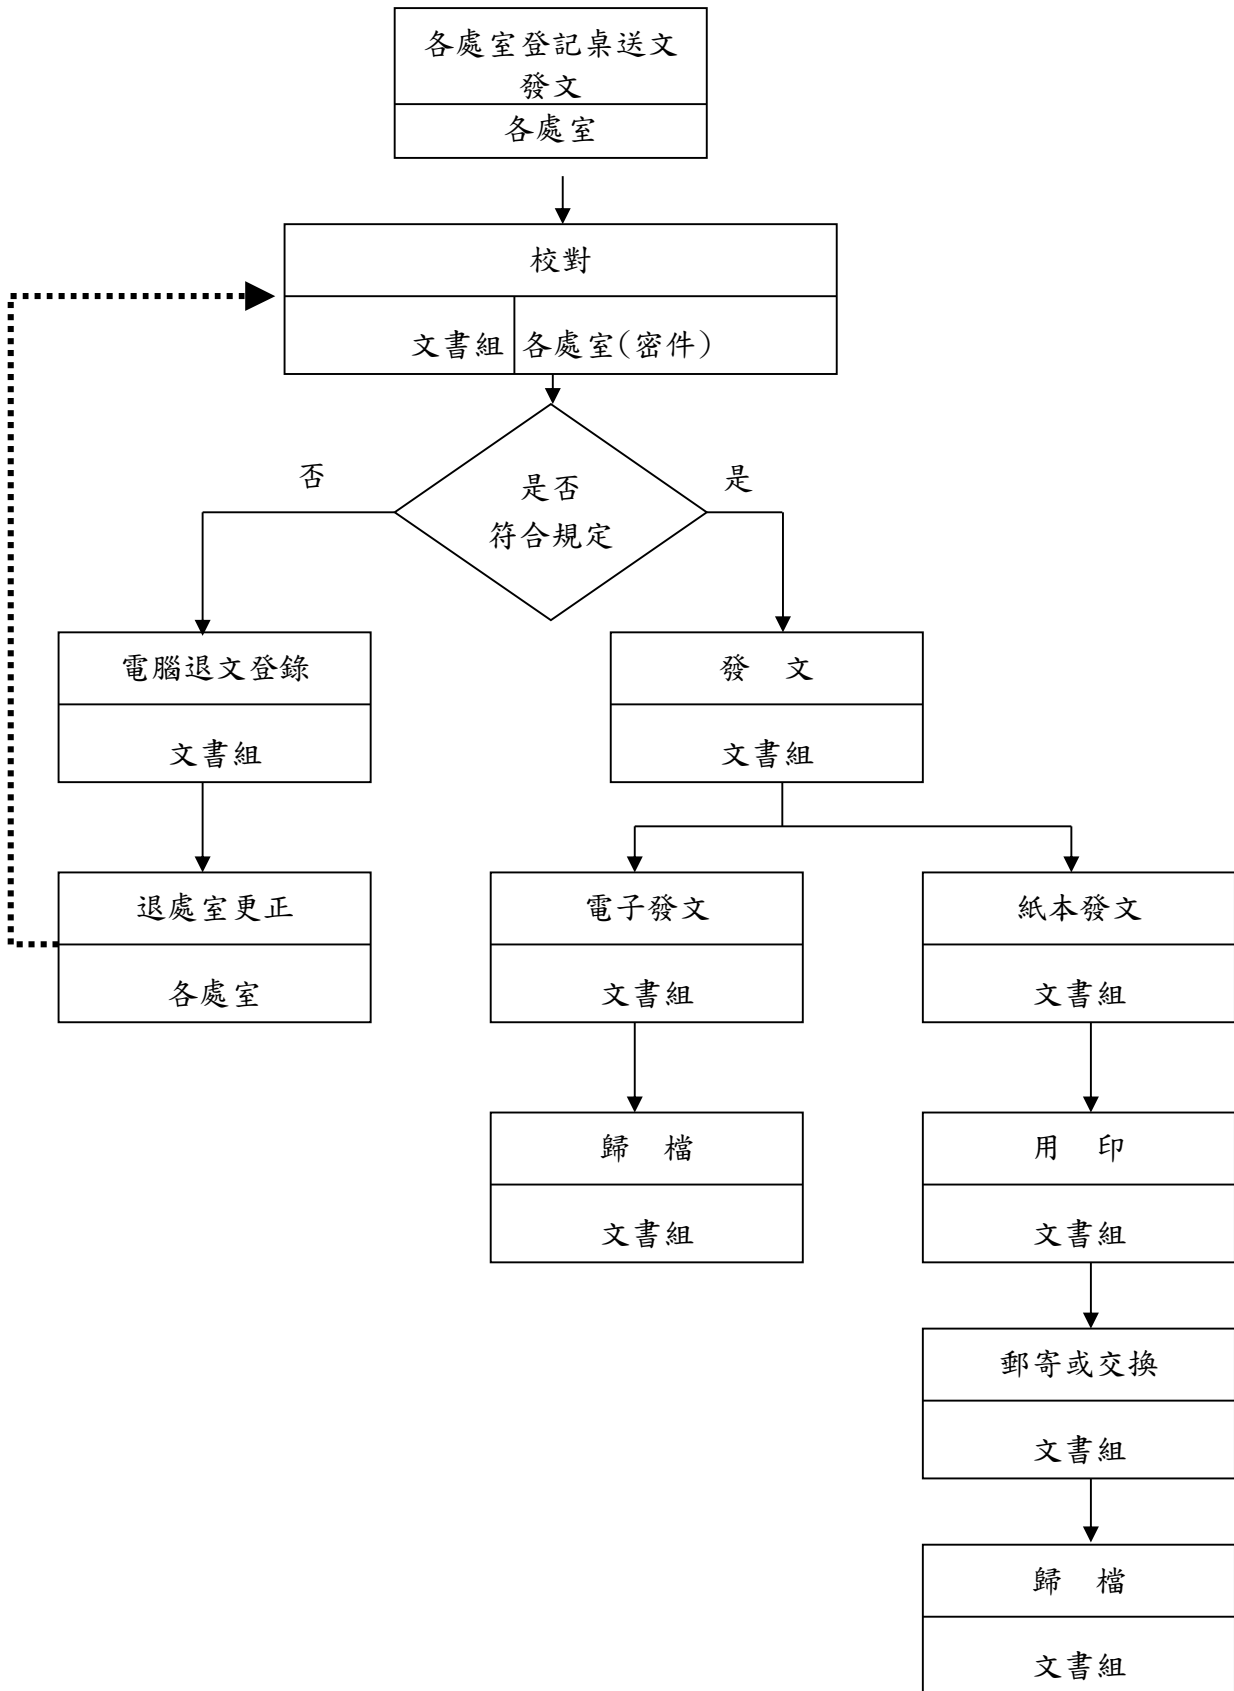 各處室登記桌送文
發文
各處室
校對
文書組
各處室(密件)
否
是
是否
符合規定
電腦退文登錄
文書組
發　文
文書組
退處室更正
各處室
電子發文
文書組
紙本發文
文書組
歸　檔
文書組
用　印
文書組
郵寄或交換
文書組
歸　檔
文書組